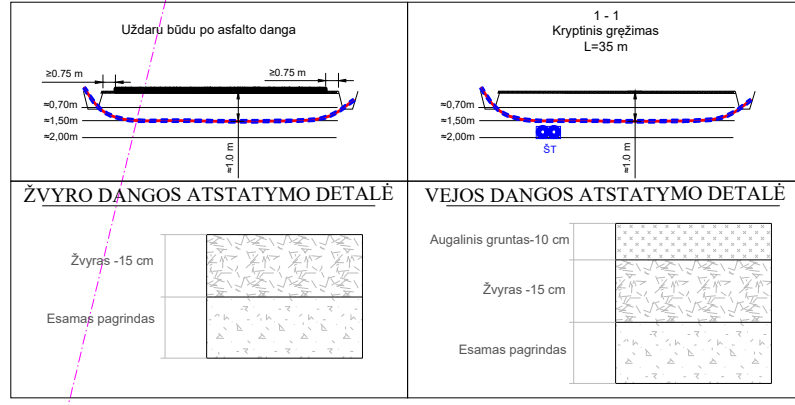 Uždaru būdu po asfalto danga
≥0.75 m
≥0.75 m
≈0,70m
≈1,50m
≈2,00m
≈1.0 m
1 - 1
Kryptinis gręžimas
L=35 m
≈0,70m
≈1,50m
≈2,00m
ŠT
≈1.0 m
ŽVYRO DANGOS ATSTATYMO DETALĖ
Žvyras -15 cm
Esamas pagrindas
VEJOS DANGOS ATSTATYMO DETALĖ
Augalinis gruntas-10 cm
Žvyras -15 cm
Esamas pagrindas